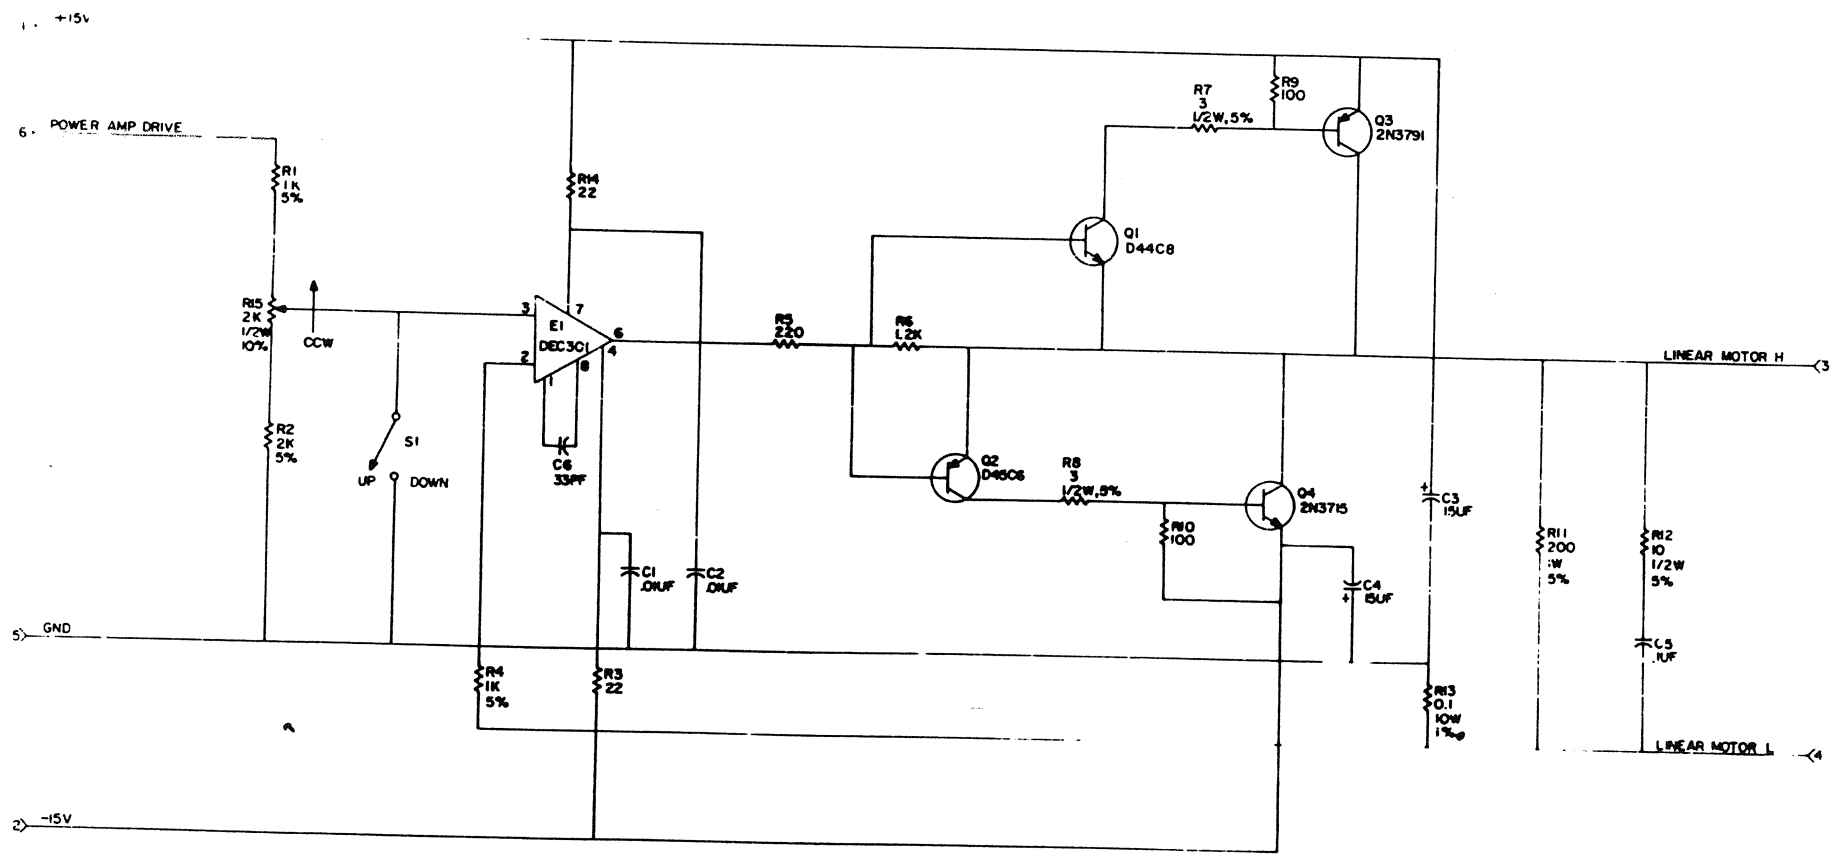 1. +15V
6. POWER AMP DRIVE
R1
1K
5%
R15
2K
1/2W
10%
CCW
R2
2K
5%
S1
UP
DOWN
R14
22
3
7
E1
DEC3C1
6
4
2
1
8
C6
33PF
R5
220
R6
1.2K
Q1
D44C8
R7
3
1/2W,5%
R9
100
Q3
2N3791
LINEAR MOTOR H
3
Q2
D45C6
R8
3
1/2W,5%
R10
100
Q4
2N3715
+
C3
15UF
C4
+
15UF
R11
200
1W
5%
R12
10
1/2W
5%
C5
.1UF
C1
.01UF
C2
.01UF
5 GND
R4
1K
5%
R3
22
R13
0.1
10W
1%
LINEAR MOTOR L
4
2 -15V